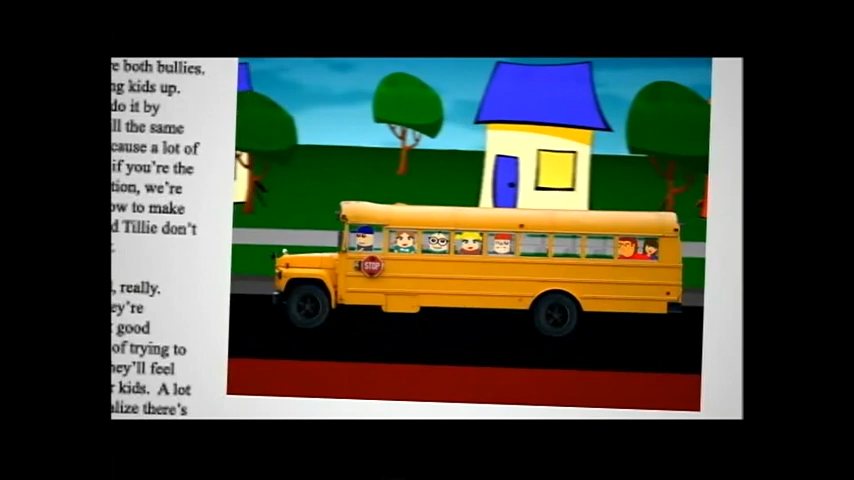 e both bullies.
ng kids up.
do it by
ll the same
cause a lot of
if you're the
tion, we're
ow to make
d Tillie don't
, really.
ey're
good
of trying to
hey'll feel
r kids. A lot
alize there's
STOP